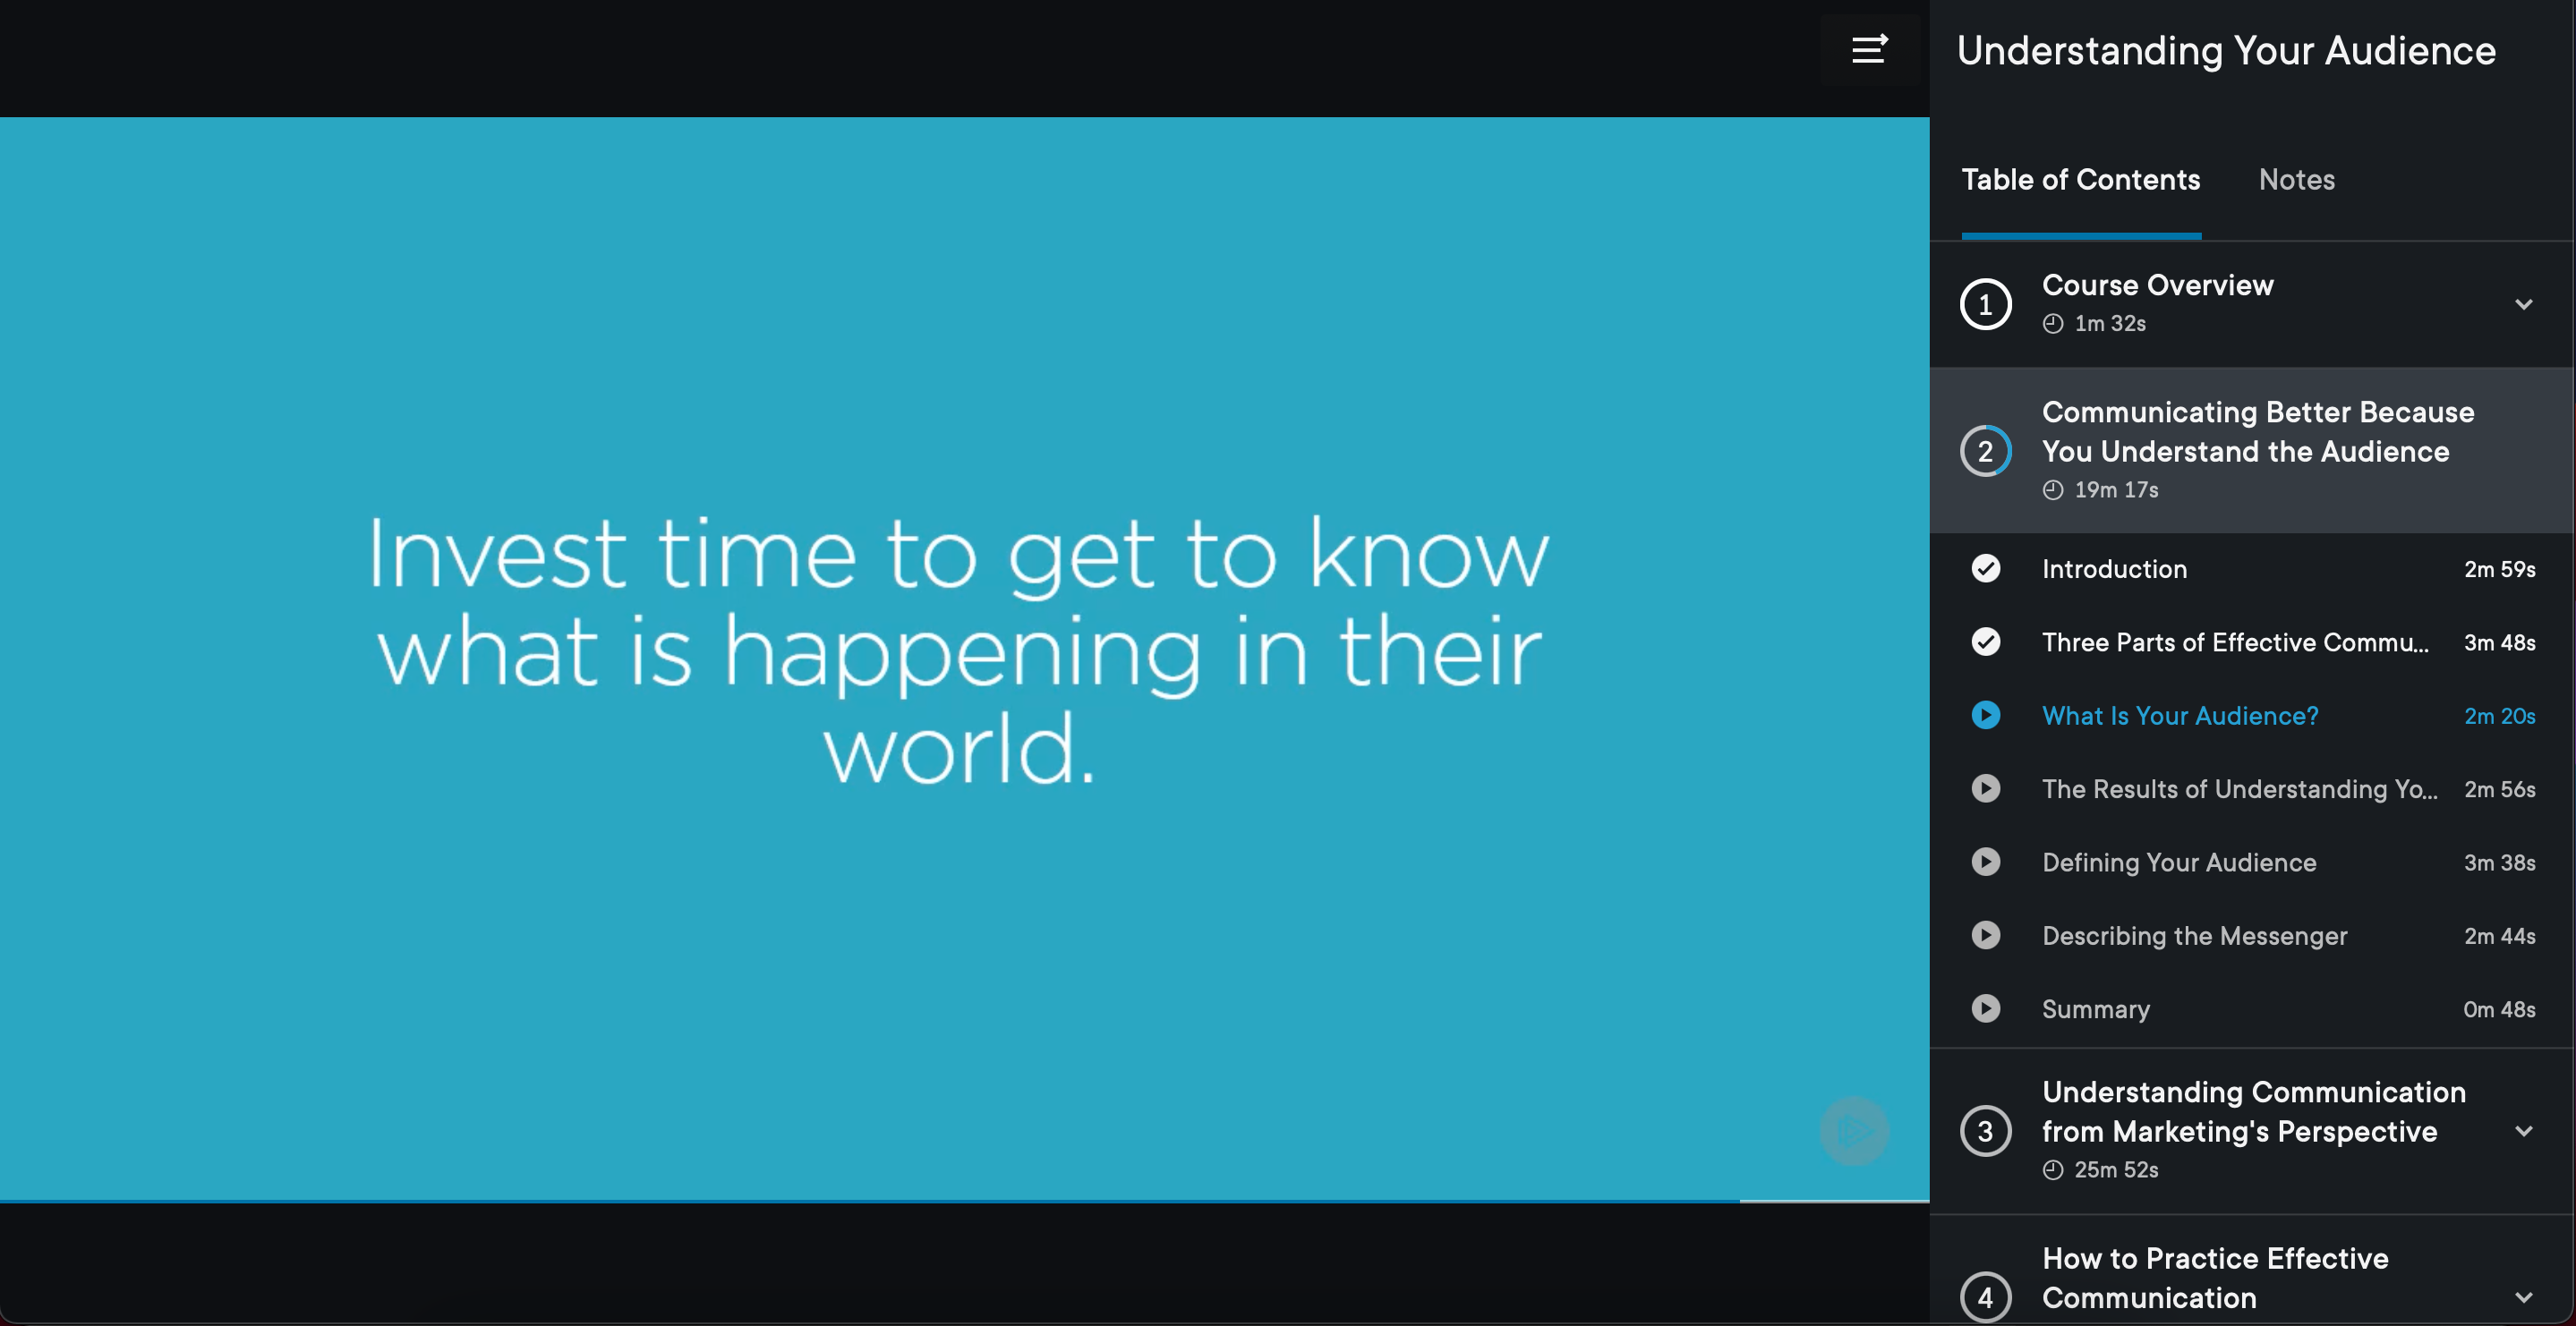 Invest time to get to know
what is happening in their
world.
Understanding Your Audience
Table of Contents
Notes
1
Course Overview
1m 32s
2
Communicating Better Because
You Understand the Audience
19m 17s
Introduction 2m 59s
Three Parts of Effective Commu... 3m 48s
What Is Your Audience? 2m 20s
The Results of Understanding Yo... 2m 56s
Defining Your Audience 3m 38s
Describing the Messenger 2m 44s
Summary 0m 48s
3
Understanding Communication
from Marketing's Perspective
25m 52s
4
How to Practice Effective
Communication